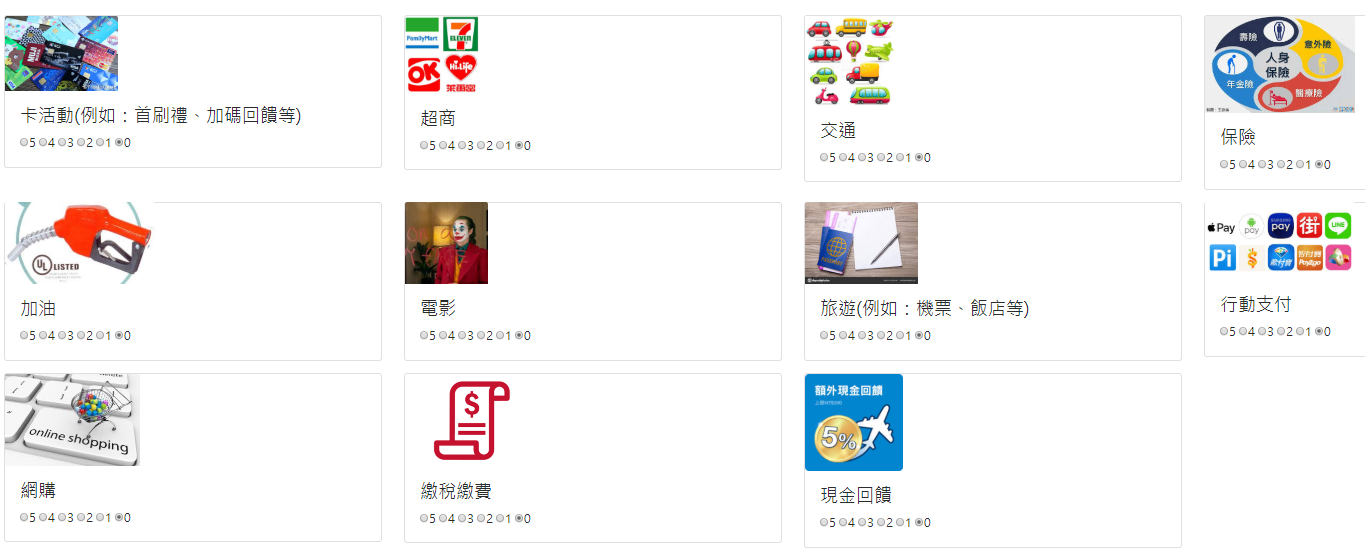 FamilyMart
ELEVEN
OK
Hi-Life
萊爾富
壽險
意外險
人身
保險
年金險
醫療險
卡活動(例如：首刷禮、加碼回饋等)
5 4 3 2 1 0
超商
5 4 3 2 1 0
交通
5 4 3 2 1 0
保險
5 4 3 2 1 0
UL LISTED
Pay
pay
pay
街
LINE
Pi
加油
5 4 3 2 1 0
電影
5 4 3 2 1 0
旅遊(例如：機票、飯店等)
5 4 3 2 1 0
行動支付
5 4 3 2 1 0
online shopping
$
額外現金回饋
5%
網購
5 4 3 2 1 0
繳稅繳費
5 4 3 2 1 0
現金回饋
5 4 3 2 1 0